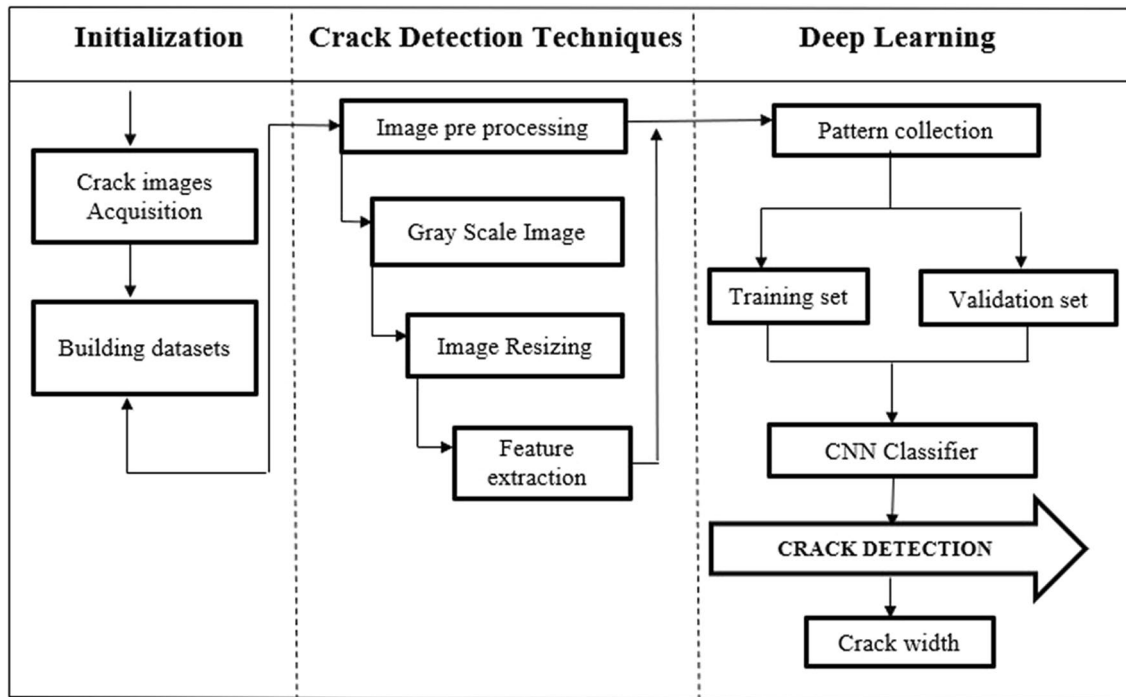 Initialization
Crack Detection Techniques
Deep Learning
Crack images
Acquisition
Building datasets
Image pre processing
Gray Scale Image
Image Resizing
Feature
extraction
Pattern collection
Training set
Validation set
CNN Classifier
CRACK DETECTION
Crack width